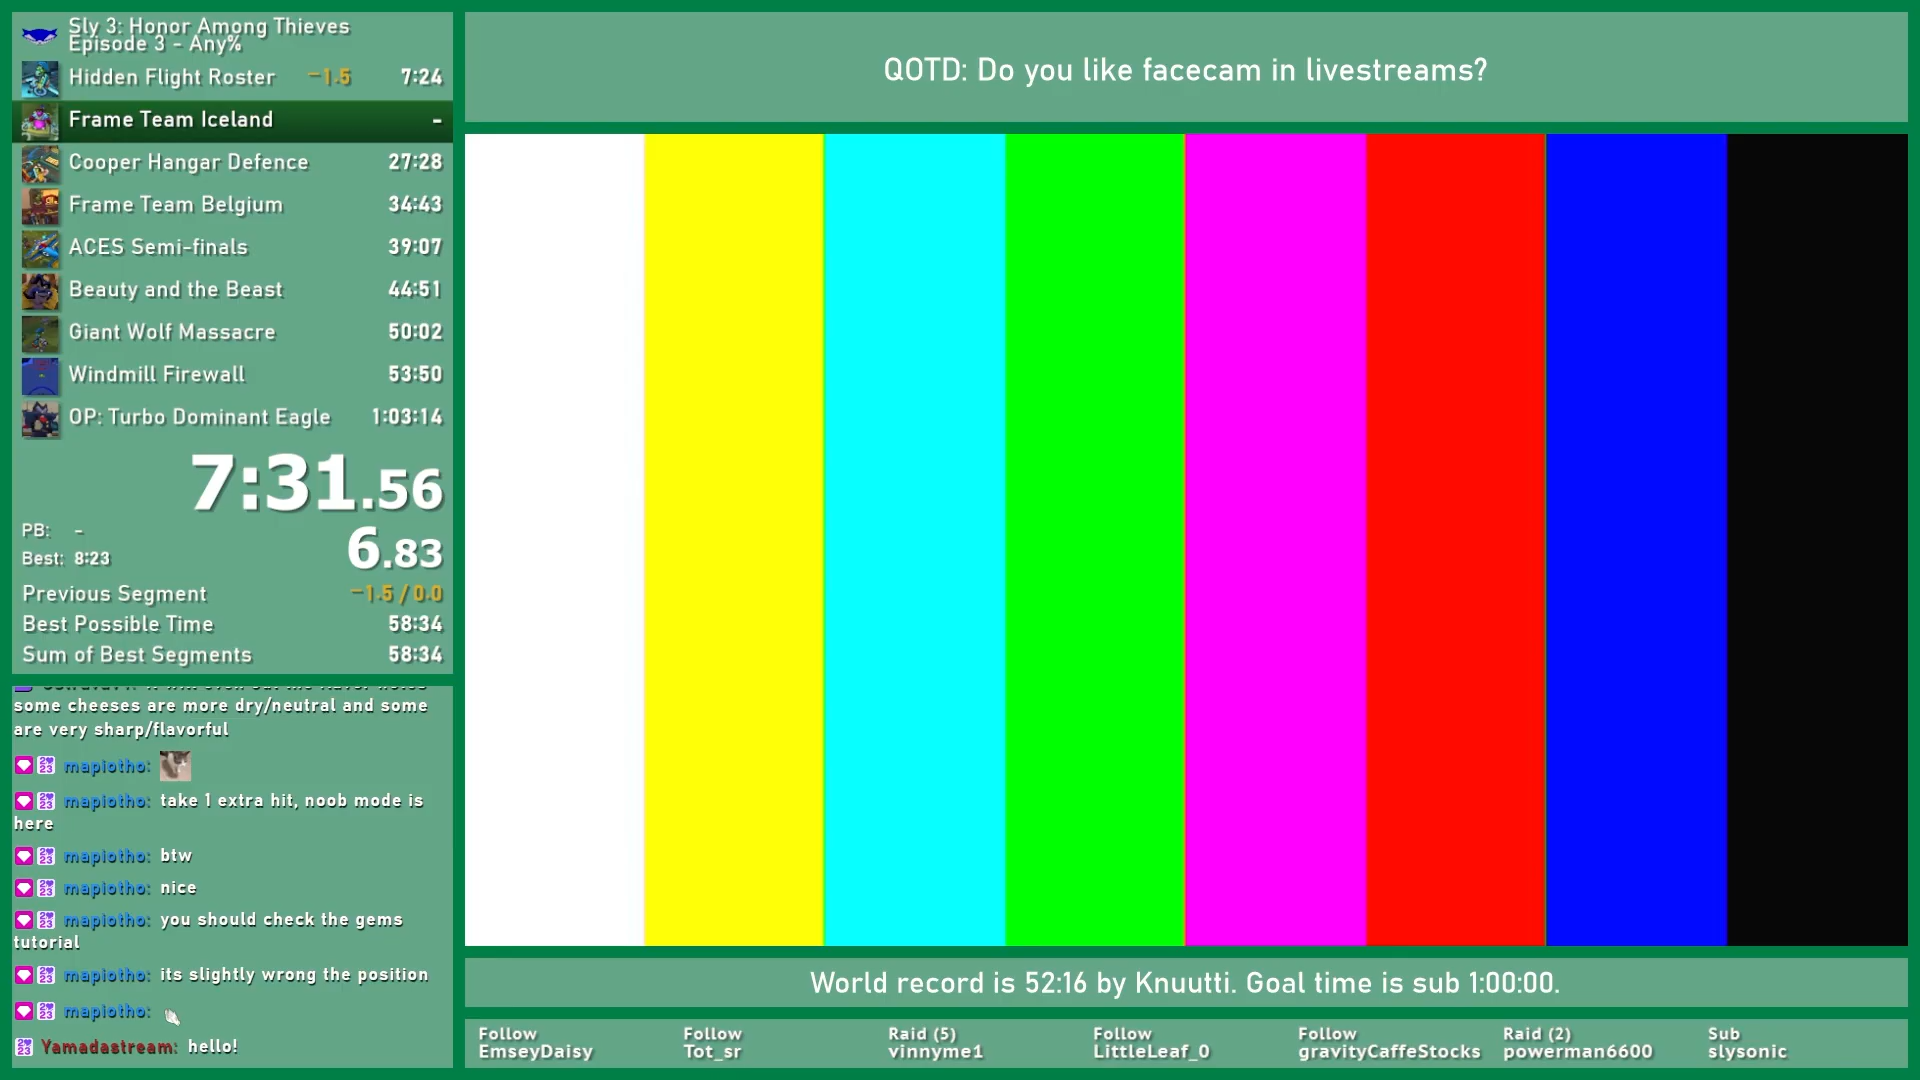 Sly 3: Honor Among Thieves
Episode 3 - Any%
Hidden Flight Roster −1.5 7:24
Frame Team Iceland -
Cooper Hangar Defence 27:28
Frame Team Belgium 34:43
ACES Semi-finals 39:07
Beauty and the Beast 44:51
Giant Wolf Massacre 50:02
Windmill Firewall 53:50
OP: Turbo Dominant Eagle 1:03:14
7:31.56
PB: -
6.83
Best: 8:23
Previous Segment −1.5 / 0.0
Best Possible Time 58:34
Sum of Best Segments 58:34
some cheeses are more dry/neutral and some
are very sharp/flavorful
mapiotho:
mapiotho: take 1 extra hit, noob mode is
here
mapiotho: btw
mapiotho: nice
mapiotho: you should check the gems
tutorial
mapiotho: its slightly wrong the position
mapiotho:
Yamadastream: hello!
QOTD: Do you like facecam in livestreams?
World record is 52:16 by Knuutti. Goal time is sub 1:00:00.
Follow Follow Raid (5) Follow Follow Raid (2) Sub
EmseyDaisy Tot_sr vinnyme1 LittleLeaf_0 gravityCaffeStocks powerman6600 slysonic